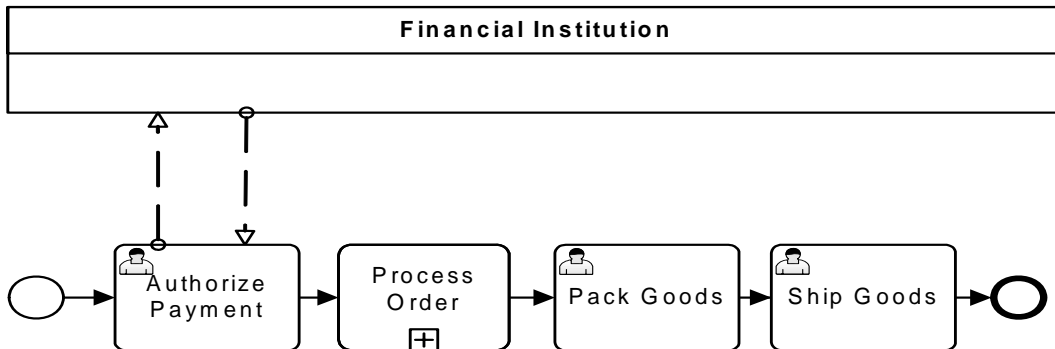 Financial Institution
Authorize
Payment
Process
Order
Pack Goods
Ship Goods